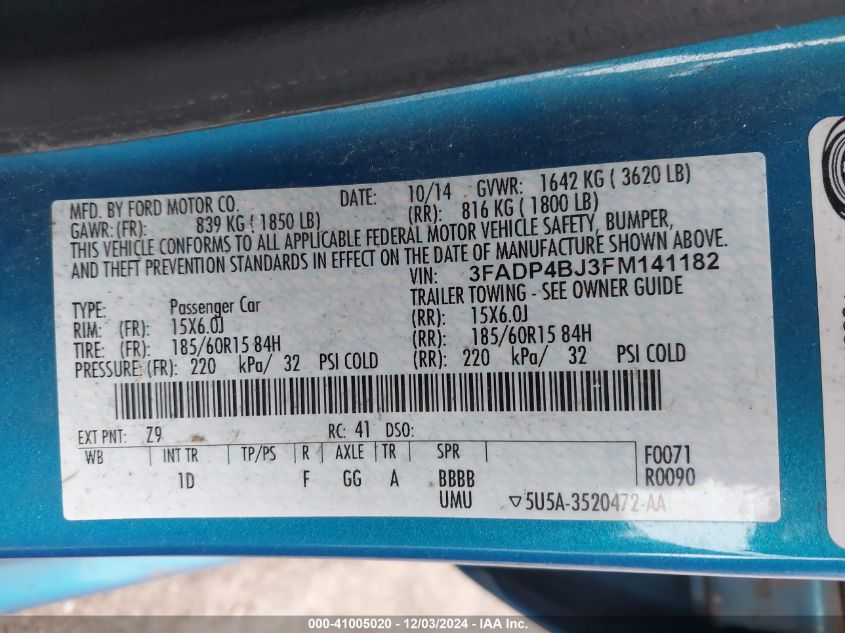 MFD. BY FORD MOTOR CO. DATE: 10/14 GVWR: 1642 KG ( 3620 LB)
GAWR: (FR): 839 KG ( 1850 LB) (RR): 816 KG ( 1800 LB)
THIS VEHICLE CONFORMS TO ALL APPLICABLE FEDERAL MOTOR VEHICLE SAFETY, BUMPER,
AND THEFT PREVENTION STANDARDS IN EFFECT ON THE DATE OF MANUFACTURE SHOWN ABOVE.
VIN: 3FADP4BJ3FM141182
TYPE: Passenger Car TRAILER TOWING - SEE OWNER GUIDE
RIM: (FR): 15X6.0J (RR): 15X6.0J
TIRE: (FR): 185/60R15 84H (RR): 185/60R15 84H
PRESSURE: (FR): 220 kPa/ 32 PSI COLD (RR): 220 kPa/ 32 PSI COLD
EXT PNT: Z9 RC: 41 DSO:
WB INT TR TP/PS R AXLE TR SPR F0071
1D F GG A BBBB R0090
UMU ▽5U5A-3520472-AA
000-41005020 - 12/03/2024 - IAA Inc.